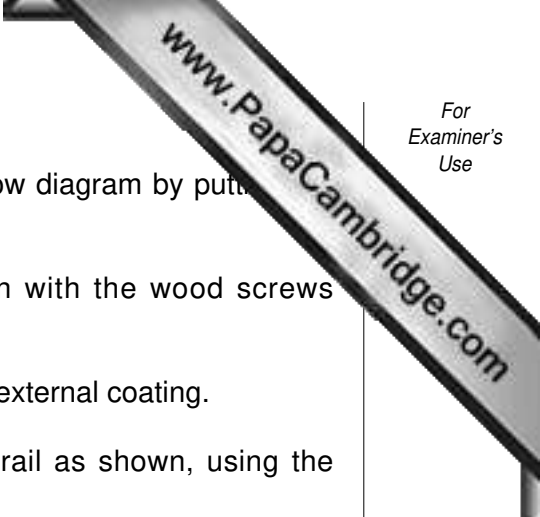 www.PapaCambridge.com
For
Examiner's
Use
ow diagram by putti
n with the wood screws
external coating.
rail as shown, using the